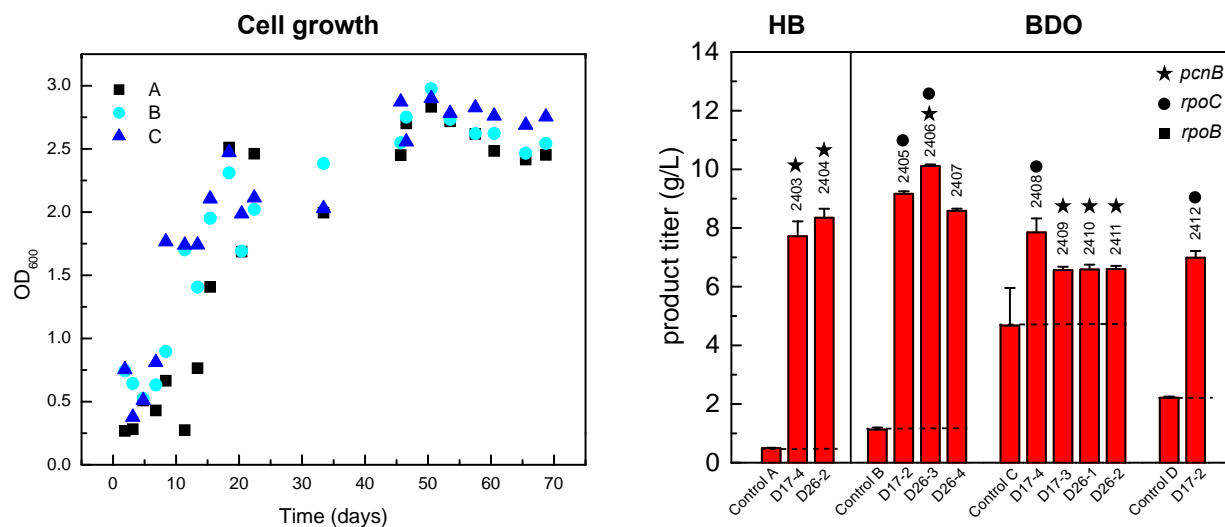 Cell growth
3.0
2.5
2.0
1.5
1.0
0.5
0.0
OD600
A
B
C
0 10 20 30 40 50 60 70
Time (days)
HB BDO
14
12
10
8
6
4
2
0
product titer (g/L)
pcnB
rpoC
rpoB
2403
2404
2405
2406
2407
2408
2409
2410
2411
2412
Control A
D17-4
D26-2
Control B
D17-2
D26-3
D26-4
Control C
D17-4
D17-3
D26-1
D26-2
Control D
D17-2